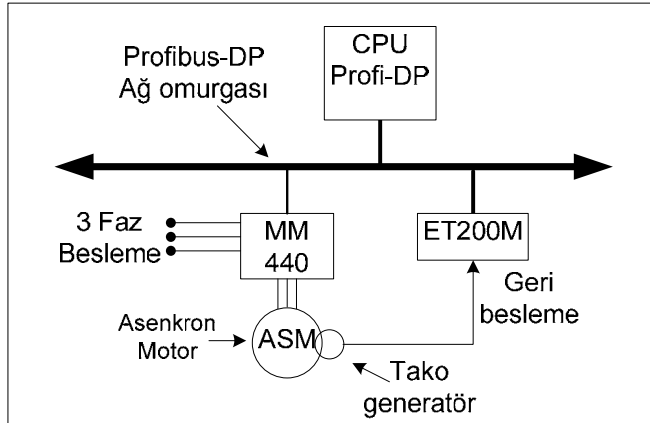 CPU
Profi-DP
Profibus-DP
Ağ omurgası
3 Faz
Besleme
MM
440
ET200M
Geri
besleme
Asenkron
Motor
ASM
Tako
generatör